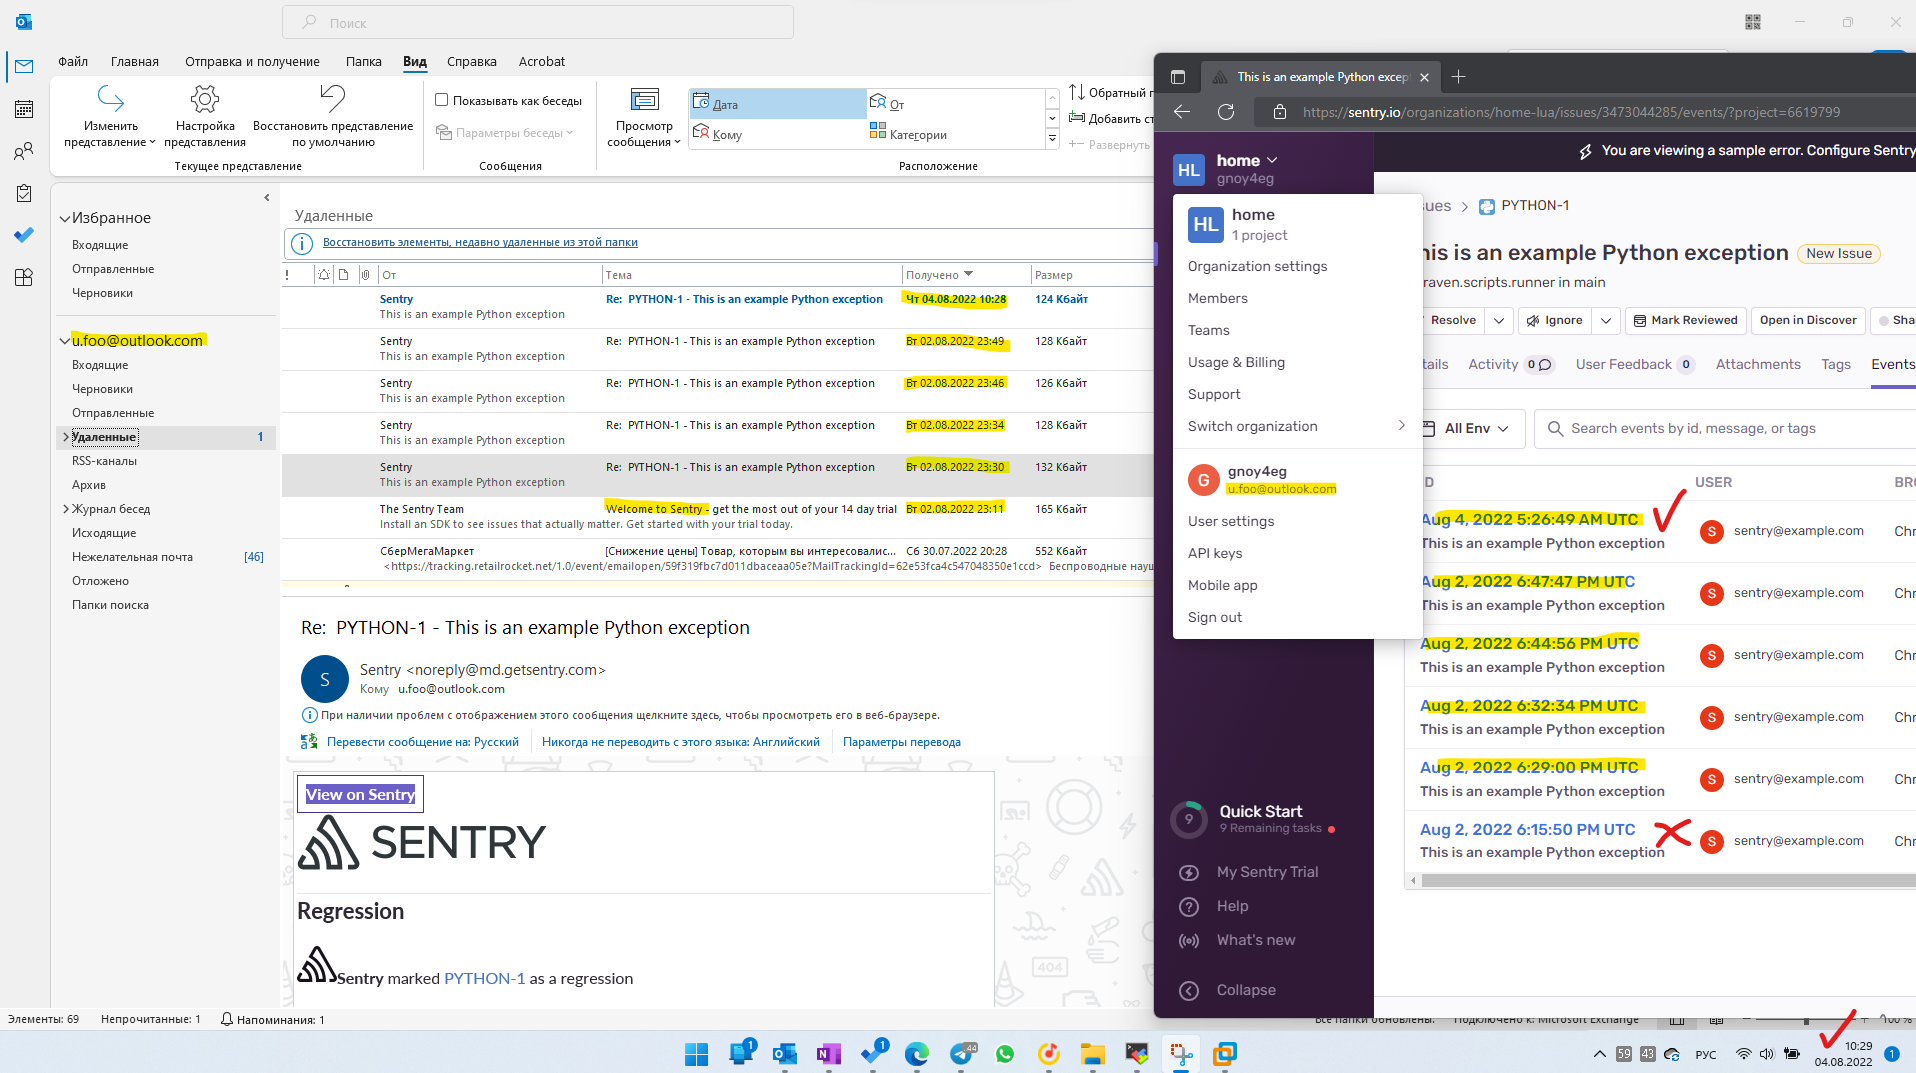 Поиск
Файл
Главная
Отправка и получение
Папка
Вид
Справка
Acrobat
Изменить представление
Настройка представления
Восстановить представление по умолчанию
Текущее представление
Показывать как беседы
Параметры беседы
Сообщения
Просмотр сообщения
Дата
От
Кому
Категории
Расположение
Обратный
Добавить
Развернуть
Избранное
Входящие
Отправленные
Черновики
u.foo@outlook.com
Входящие
Черновики
Отправленные
Удаленные 1
RSS-каналы
Архив
Журнал бесед
Исходящие
Нежелательная почта [46]
Отложено
Папки поиска
Удаленные
Восстановить элементы, недавно удаленные из этой папки
! От Тема Получено Размер
Sentry Re: PYTHON-1 - This is an example Python exception Чт 04.08.2022 10:28 124 Кбайт
This is an example Python exception
Sentry Re: PYTHON-1 - This is an example Python exception Вт 02.08.2022 23:49 128 Кбайт
This is an example Python exception
Sentry Re: PYTHON-1 - This is an example Python exception Вт 02.08.2022 23:46 126 Кбайт
This is an example Python exception
Sentry Re: PYTHON-1 - This is an example Python exception Вт 02.08.2022 23:34 128 Кбайт
This is an example Python exception
Sentry Re: PYTHON-1 - This is an example Python exception Вт 02.08.2022 23:30 132 Кбайт
This is an example Python exception
The Sentry Team Welcome to Sentry - get the most out of your 14 day trial Вт 02.08.2022 23:11 165 Кбайт
Install an SDK to see issues that actually matter. Get started with your trial today.
СберМегаМаркет [Снижение цены] Товар, которым вы интересовалис... Сб 30.07.2022 20:28 552 Кбайт
<https://tracking.retailrocket.net/1.0/event/emailopen/59f319fbc7d011dbaceaa05e?MailTrackingId=62e53fca4c547048350e1ccd> Беспроводные
Re: PYTHON-1 - This is an example Python exception
S
Sentry <noreply@md.getsentry.com>
Кому u.foo@outlook.com
При наличии проблем с отображением этого сообщения щелкните здесь, чтобы просмотреть его в веб-браузере.
Перевести сообщение на: Русский
Никогда не переводить с этого языка: Английский
Параметры перевода
View on Sentry
SENTRY
Regression
Sentry marked PYTHON-1 as a regression
404
Элементы: 69 Непрочитанные: 1 Напоминания: 1
This is an example Python excep
https://sentry.io/organizations/home-lua/issues/3473044285/events/?project=6619799
HL home
gnoy4eg
HL home
1 project
Organization settings
Members
Teams
Usage & Billing
Support
Switch organization
G gnoy4eg
u.foo@outlook.com
User settings
API keys
Mobile app
Sign out
9 Quick Start
9 Remaining tasks
My Sentry Trial
Help
What's new
Collapse
You are viewing a sample error. Configure Sentry
ues > PYTHON-1
his is an example Python exception New Issue
raven.scripts.runner in main
Resolve
Ignore
Mark Reviewed
Open in Discover
Sha
tails Activity 0 User Feedback 0 Attachments Tags Events
All Env
Search events by id, message, or tags
D USER BRO
Aug 4, 2022 5:26:49 AM UTC S sentry@example.com Chr
This is an example Python exception
Aug 2, 2022 6:47:47 PM UTC S sentry@example.com Chr
This is an example Python exception
Aug 2, 2022 6:44:56 PM UTC S sentry@example.com Chr
This is an example Python exception
Aug 2, 2022 6:32:34 PM UTC S sentry@example.com Chr
This is an example Python exception
Aug 2, 2022 6:29:00 PM UTC S sentry@example.com Chr
This is an example Python exception
Aug 2, 2022 6:15:50 PM UTC S sentry@example.com Chr
This is an example Python exception
Все папки обновлены. Подключено к: Microsoft Exchange 100 %
1 1 44 59 43 РУС 10:29 1
04.08.2022